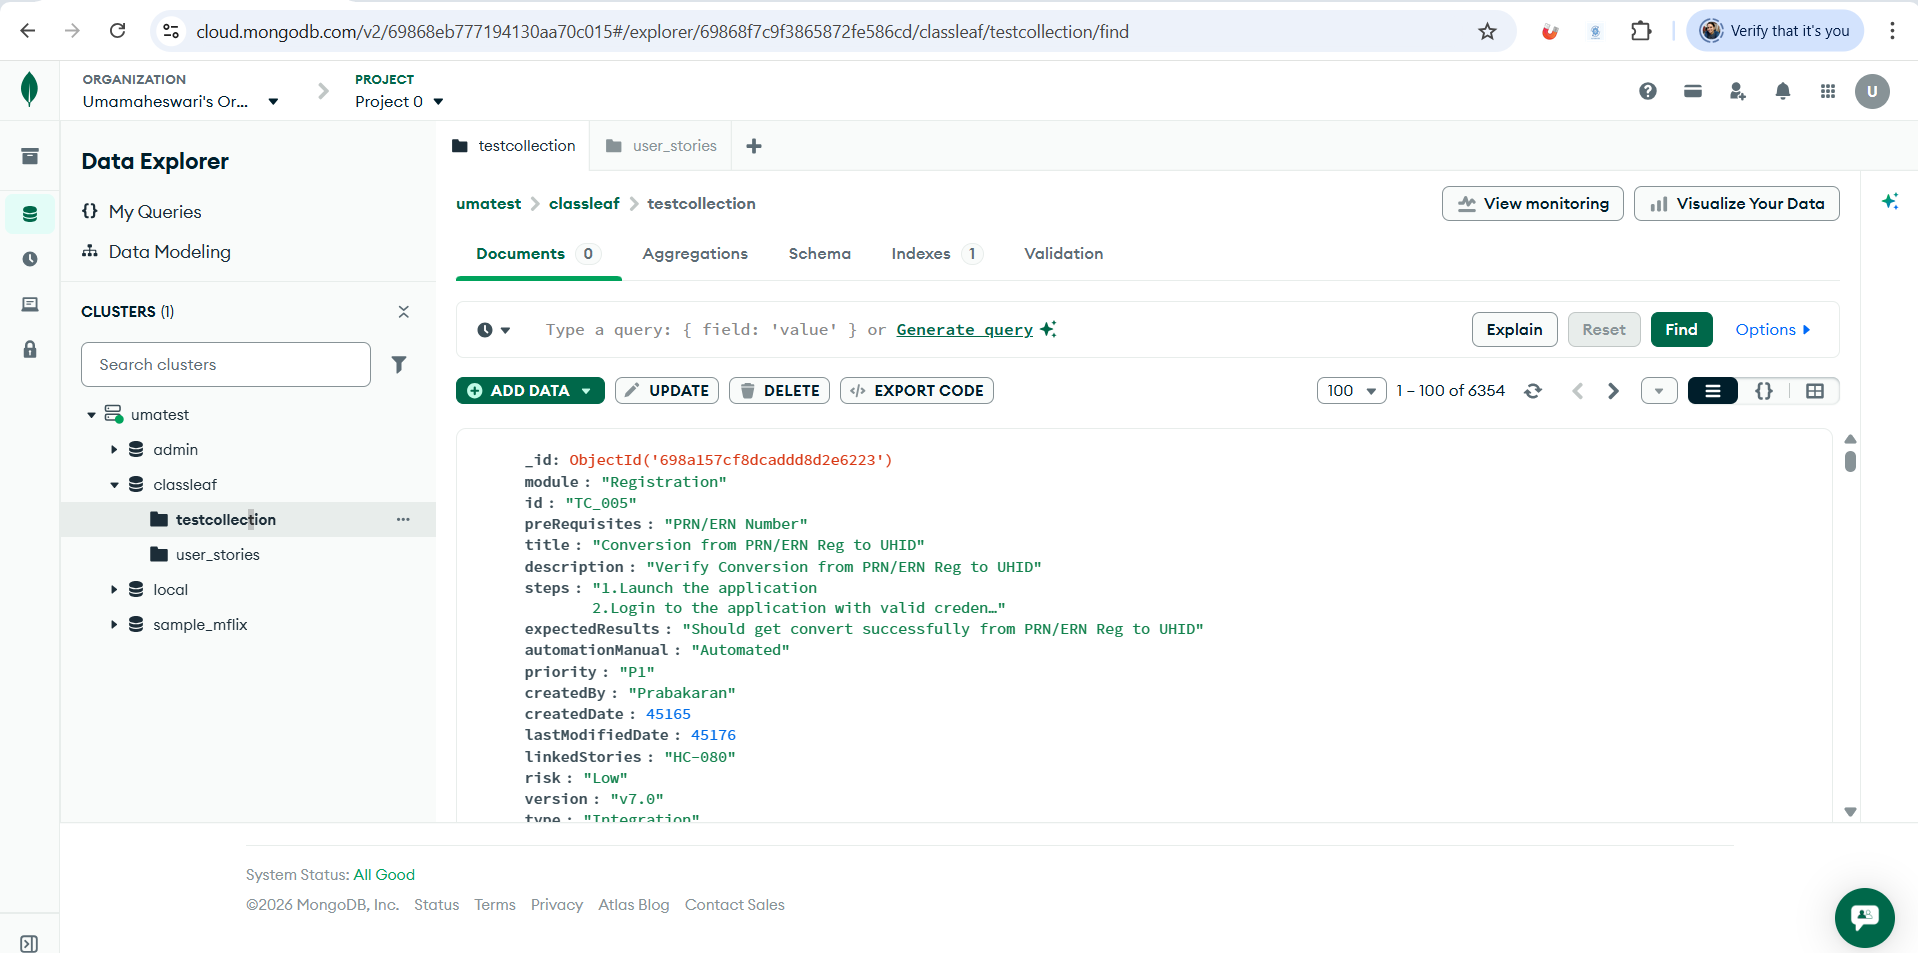 cloud.mongodb.com/v2/69868eb777194130aa70c015#/explorer/69868f7c9f3865872fe586cd/classleaf/testcollection/find
Verify that it's you
ORGANIZATION
Umamaheswari's Or...
PROJECT
Project 0
U
Data Explorer
My Queries
Data Modeling
CLUSTERS (1)
Search clusters
umatest
admin
classleaf
testcollection
user_stories
local
sample_mflix
testcollection
user_stories
umatest
classleaf
testcollection
View monitoring
Visualize Your Data
Documents 0
Aggregations
Schema
Indexes 1
Validation
Type a query: { field: 'value' } or Generate query
Explain
Reset
Find
Options
ADD DATA
UPDATE
DELETE
EXPORT CODE
100
1 – 100 of 6354
{}
_id: ObjectId('698a157cf8dcaddd8d2e6223')
module : "Registration"
id : "TC_005"
preRequisites : "PRN/ERN Number"
title : "Conversion from PRN/ERN Reg to UHID"
description : "Verify Conversion from PRN/ERN Reg to UHID"
steps : "1.Launch the application
2.Login to the application with valid creden…"
expectedResults : "Should get convert successfully from PRN/ERN Reg to UHID"
automationManual : "Automated"
priority : "P1"
createdBy : "Prabakaran"
createdDate : 45165
lastModifiedDate : 45176
linkedStories : "HC-080"
risk : "Low"
version : "v7.0"
type : "Integration"
System Status: All Good
©2026 MongoDB, Inc. Status Terms Privacy Atlas Blog Contact Sales